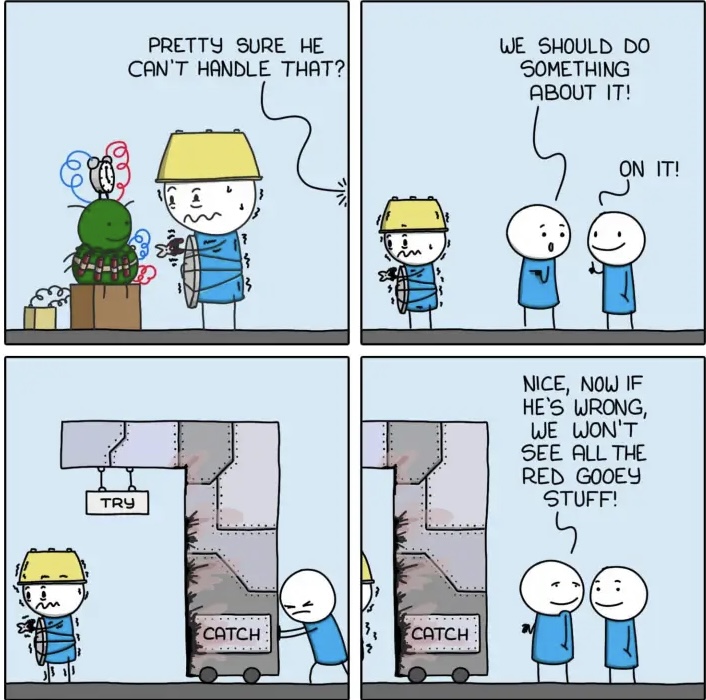 PRETTY SURE HE
CAN'T HANDLE THAT?
WE SHOULD DO
SOMETHING
ABOUT IT!
ON IT!
TRY
CATCH
NICE, NOW IF
HE'S WRONG,
WE WON'T
SEE ALL THE
RED GOOEY
STUFF!
CATCH